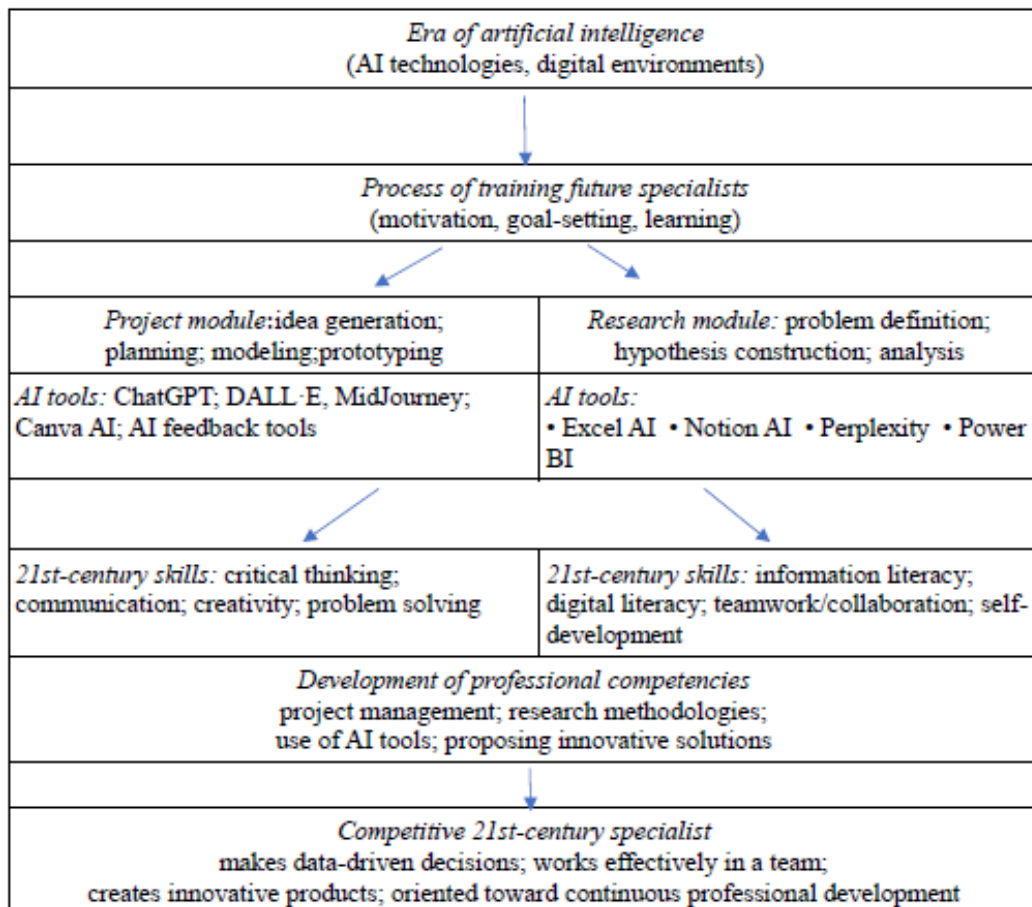 Era of artificial intelligence
(AI technologies, digital environments)
Process of training future specialists
(motivation, goal-setting, learning)
Project module:idea generation;
planning; modeling;prototyping
Research module: problem definition;
hypothesis construction; analysis
AI tools: ChatGPT; DALL·E, MidJourney;
Canva AI; AI feedback tools
AI tools:
• Excel AI • Notion AI • Perplexity • Power
BI
21st-century skills: critical thinking;
communication; creativity; problem solving
21st-century skills: information literacy;
digital literacy; teamwork/collaboration; self-
development
Development of professional competencies
project management; research methodologies;
use of AI tools; proposing innovative solutions
Competitive 21st-century specialist
makes data-driven decisions; works effectively in a team;
creates innovative products; oriented toward continuous professional development